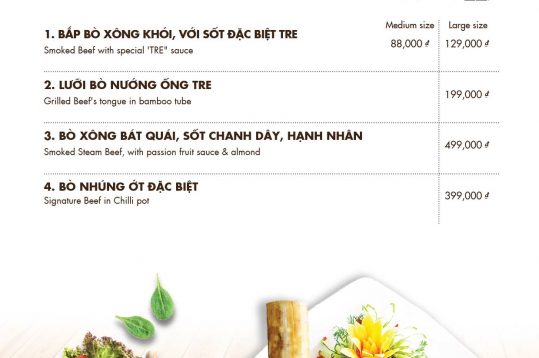 Medium size Large size
1. BẮP BÒ XÔNG KHÓI, VỚI SỐT ĐẶC BIỆT TRE 88,000 ₫ 129,000 ₫
Smoked Beef with special 'TRE" sauce
2. LƯỠI BÒ NƯỚNG ỐNG TRE 199,000 ₫
Grilled Beef's tongue in bamboo tube
3. BÒ XÔNG BÁT QUÁI, SỐT CHANH DÂY, HẠNH NHÂN 499,000 ₫
Smoked Steam Beef, with passion fruit sauce & almond
4. BÒ NHÚNG ỚT ĐẶC BIỆT 399,000 ₫
Signature Beef in Chilli pot